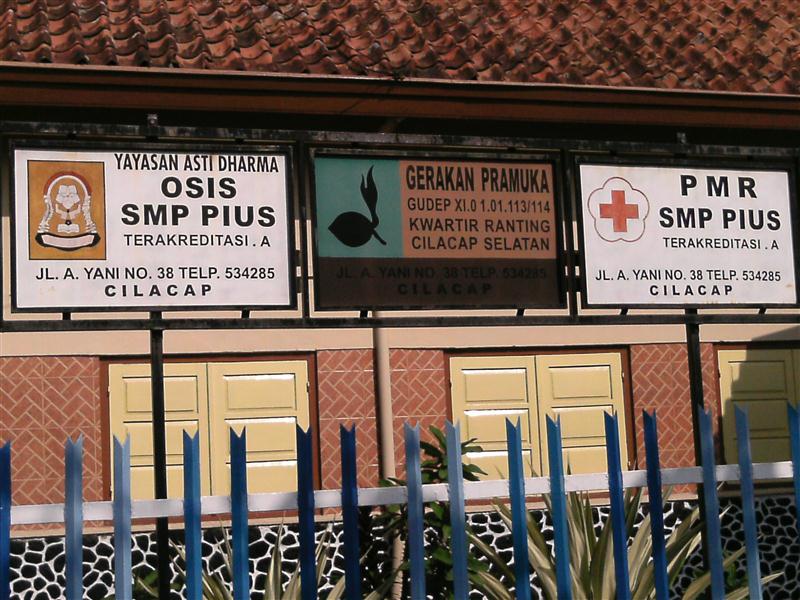 YAYASAN ASTI DHARMA
OSIS
SMP PIUS
TERAKREDITASI . A
JL. A. YANI NO. 38 TELP. 534285
CILACAP
GERAKAN PRAMUKA
GUDEP XI.0 1.01.113/114
KWARTIR RANTING
CILACAP SELATAN
JL. A. YANI NO. 38 TELP. 534285
CILACAP
PMR
SMP PIUS
TERAKREDITASI . A
JL. A. YANI NO. 38 TELP. 534285
CILACAP